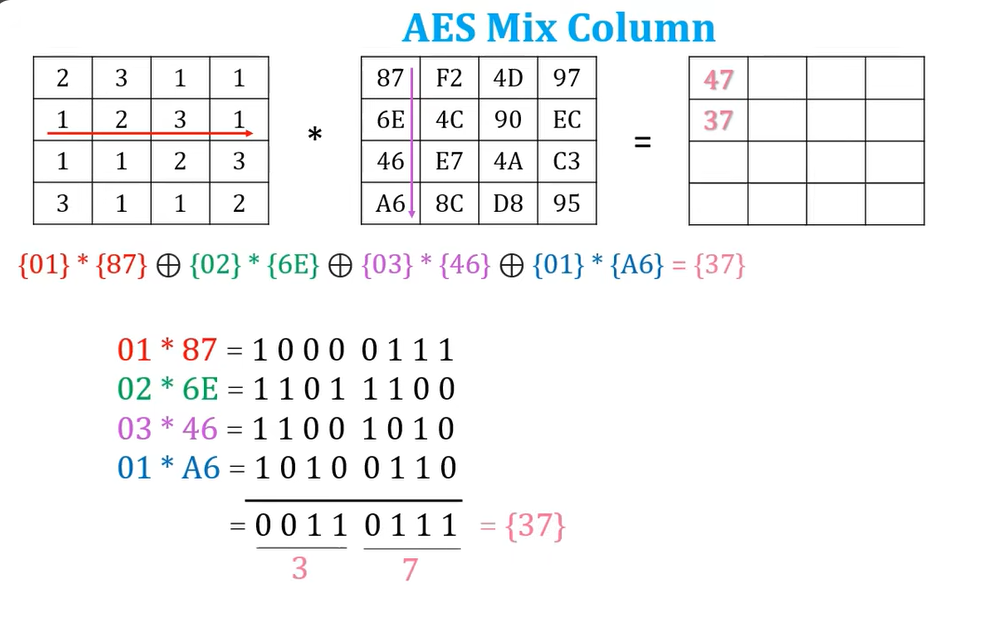 AES Mix Column
2 3 1 1 87 F2 4D 97 47
1 2 3 1 * 6E 4C 90 EC = 37
1 1 2 3 46 E7 4A C3
3 1 1 2 A6 8C D8 95
{01} * {87} ⊕ {02} * {6E} ⊕ {03} * {46} ⊕ {01} * {A6} = {37}
01 * 87 = 1 0 0 0 0 1 1 1
02 * 6E = 1 1 0 1 1 1 0 0
03 * 46 = 1 1 0 0 1 0 1 0
01 * A6 = 1 0 1 0 0 1 1 0
= 0 0 1 1 0 1 1 1 = {37}
3 7